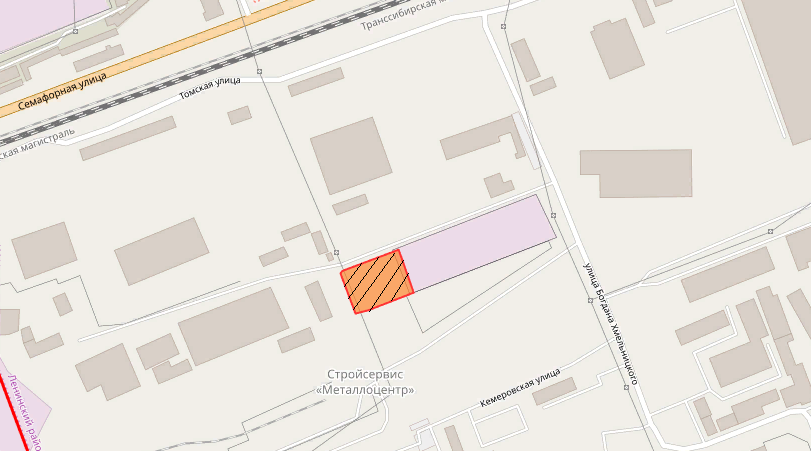 Транссибирская м
Семафорная улица
Томская улица
ская магистраль
улица Богдана Хмельницкого
Стройсервис
«Металлоцентр»
Кемеровская улица
Ленинский райо